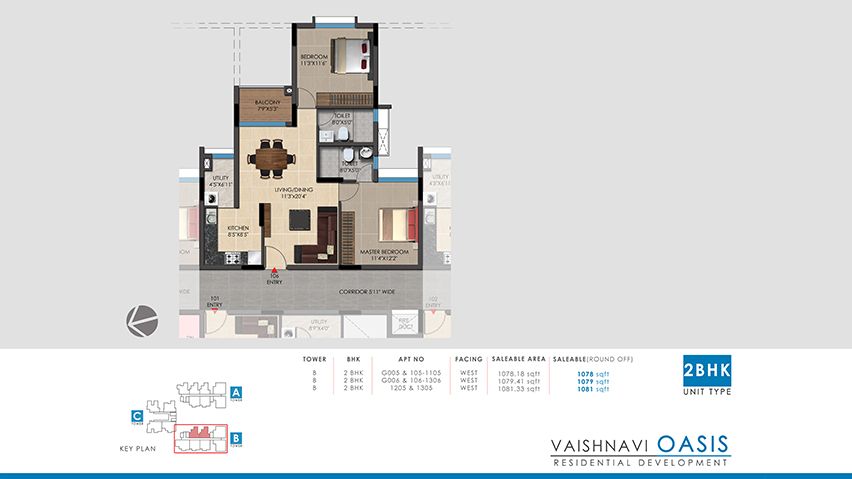 BEDROOM
11'3"X11'6"
BALCONY
7'9"X5'3"
TOILET
8'0"X5'0"
TOILET
8'0"X5'0"
UTILITY
4'5"X6'11"
LIVING/DINING
11'3"X20'4"
KITCHEN
8'5"X8'5"
MASTER BEDROOM
11'4"X12'2"
UTILITY
4'5"X6'11"
106
ENTRY
CORRIDOR 5'11" WIDE
WIDE
101
ENTRY
102
ENTRY
UTILITY
8'9"X4'0"
FIRE
DUCT
TOWER BHK APT NO FACING SALEABLE AREA SALEABLE(ROUND OFF)
B 2 BHK G005 & 105-1105 WEST 1078.18 sqft 1078 sqft
B 2 BHK G006 & 106-1306 WEST 1079.41 sqft 1079 sqft
B 2 BHK 1205 & 1305 WEST 1081.33 sqft 1081 sqft
2BHK
UNIT TYPE
A
TOWER
C
TOWER
B
TOWER
KEY PLAN
VAISHNAVI OASIS
RESIDENTIAL DEVELOPMENT